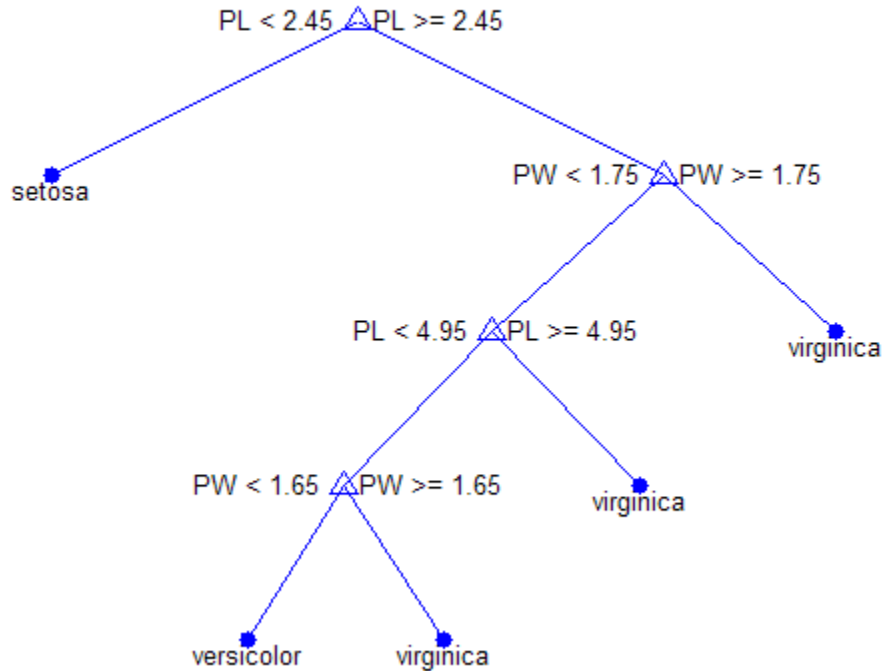 PL < 2.45 PL >= 2.45
setosa
PW < 1.75 PW >= 1.75
PL < 4.95 PL >= 4.95
virginica
PW < 1.65 PW >= 1.65
virginica
versicolor
virginica